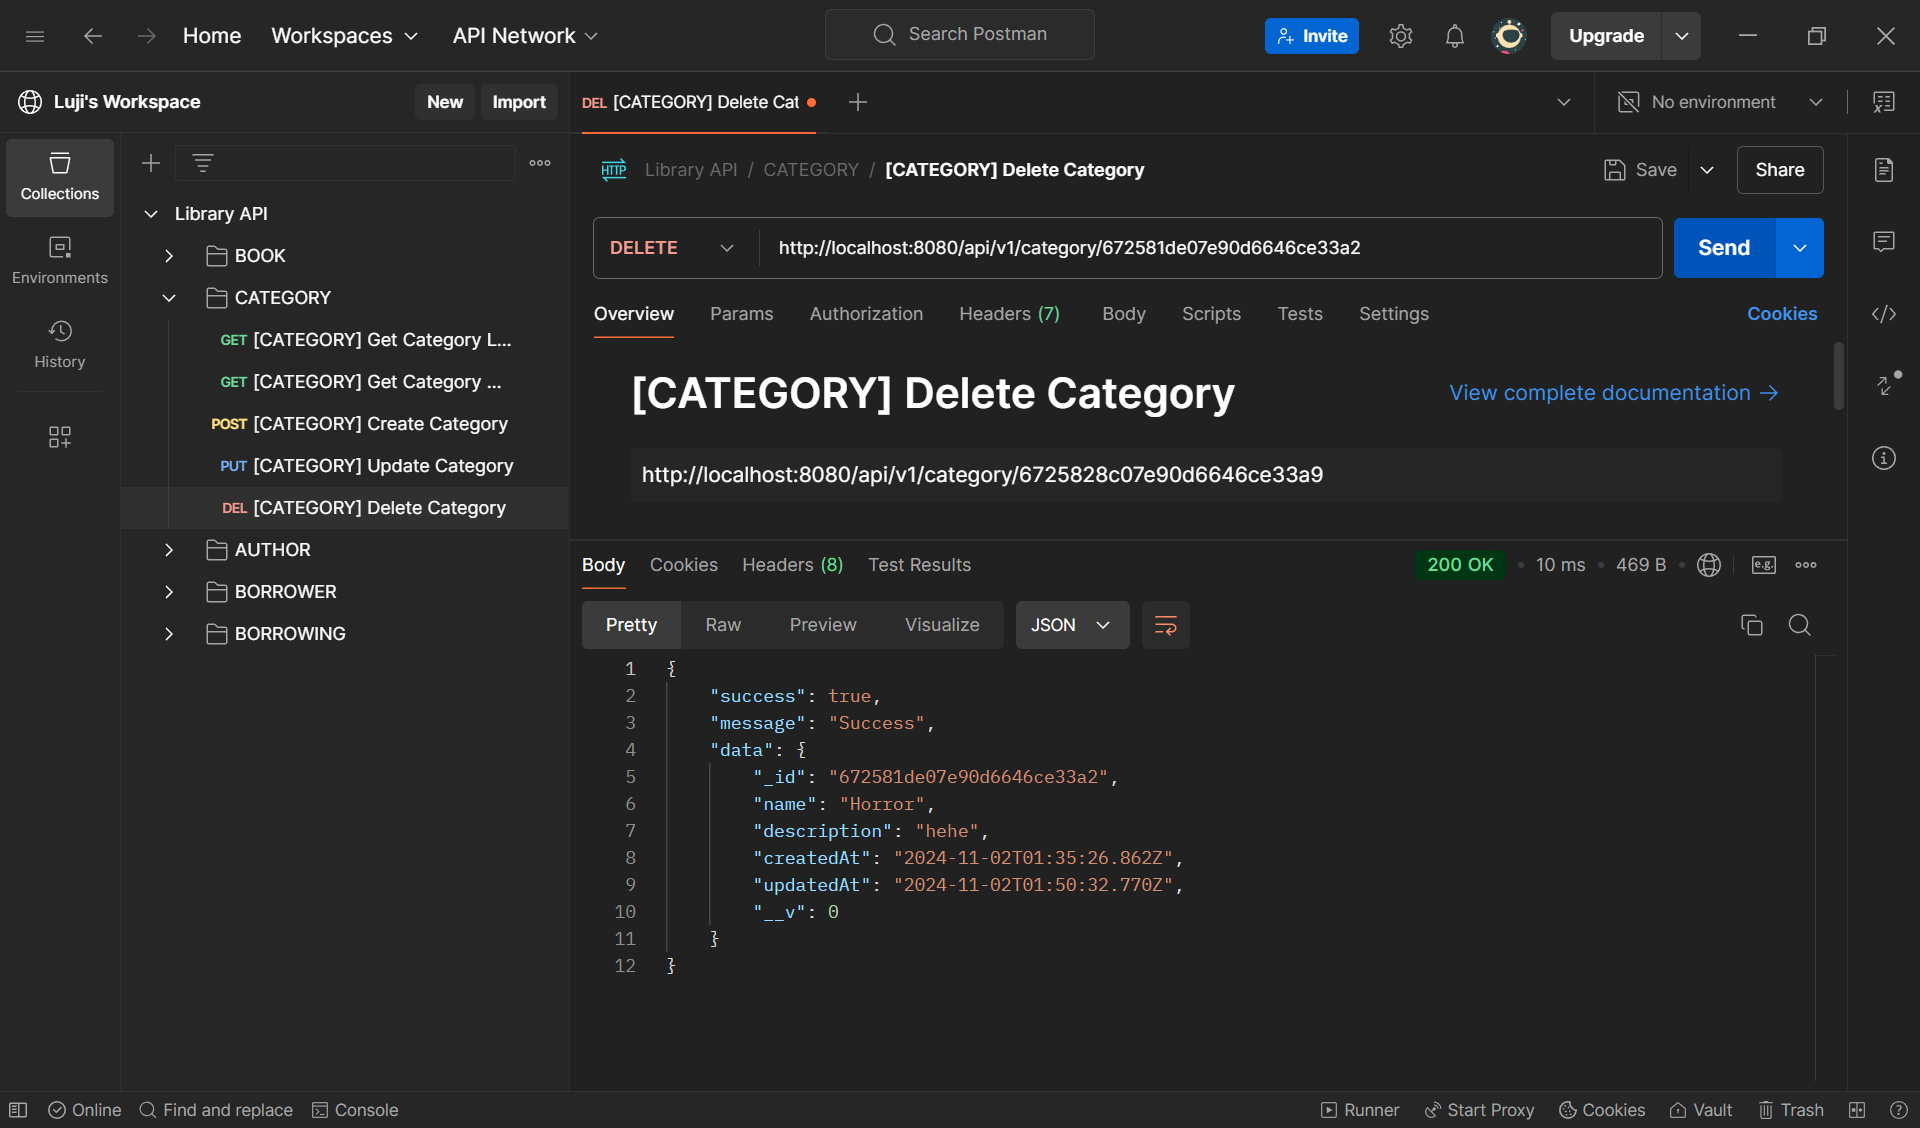 Home Workspaces API Network Search Postman Invite Upgrade
Luji's Workspace New Import DEL [CATEGORY] Delete Cat No environment
Collections
Environments
History
Library API
BOOK
CATEGORY
GET [CATEGORY] Get Category L...
GET [CATEGORY] Get Category ...
POST [CATEGORY] Create Category
PUT [CATEGORY] Update Category
DEL [CATEGORY] Delete Category
AUTHOR
BORROWER
BORROWING
HTTP Library API / CATEGORY / [CATEGORY] Delete Category Save Share
DELETE http://localhost:8080/api/v1/category/672581de07e90d6646ce33a2 Send
Overview Params Authorization Headers (7) Body Scripts Tests Settings Cookies
[CATEGORY] Delete Category View complete documentation →
http://localhost:8080/api/v1/category/6725828c07e90d6646ce33a9
Body Cookies Headers (8) Test Results 200 OK • 10 ms • 469 B • e.g.
Pretty Raw Preview Visualize JSON
1 {
2 "success": true,
3 "message": "Success",
4 "data": {
5 "_id": "672581de07e90d6646ce33a2",
6 "name": "Horror",
7 "description": "hehe",
8 "createdAt": "2024-11-02T01:35:26.862Z",
9 "updatedAt": "2024-11-02T01:50:32.770Z",
10 "__v": 0
11 }
12 }
Online Find and replace Console Runner Start Proxy Cookies Vault Trash